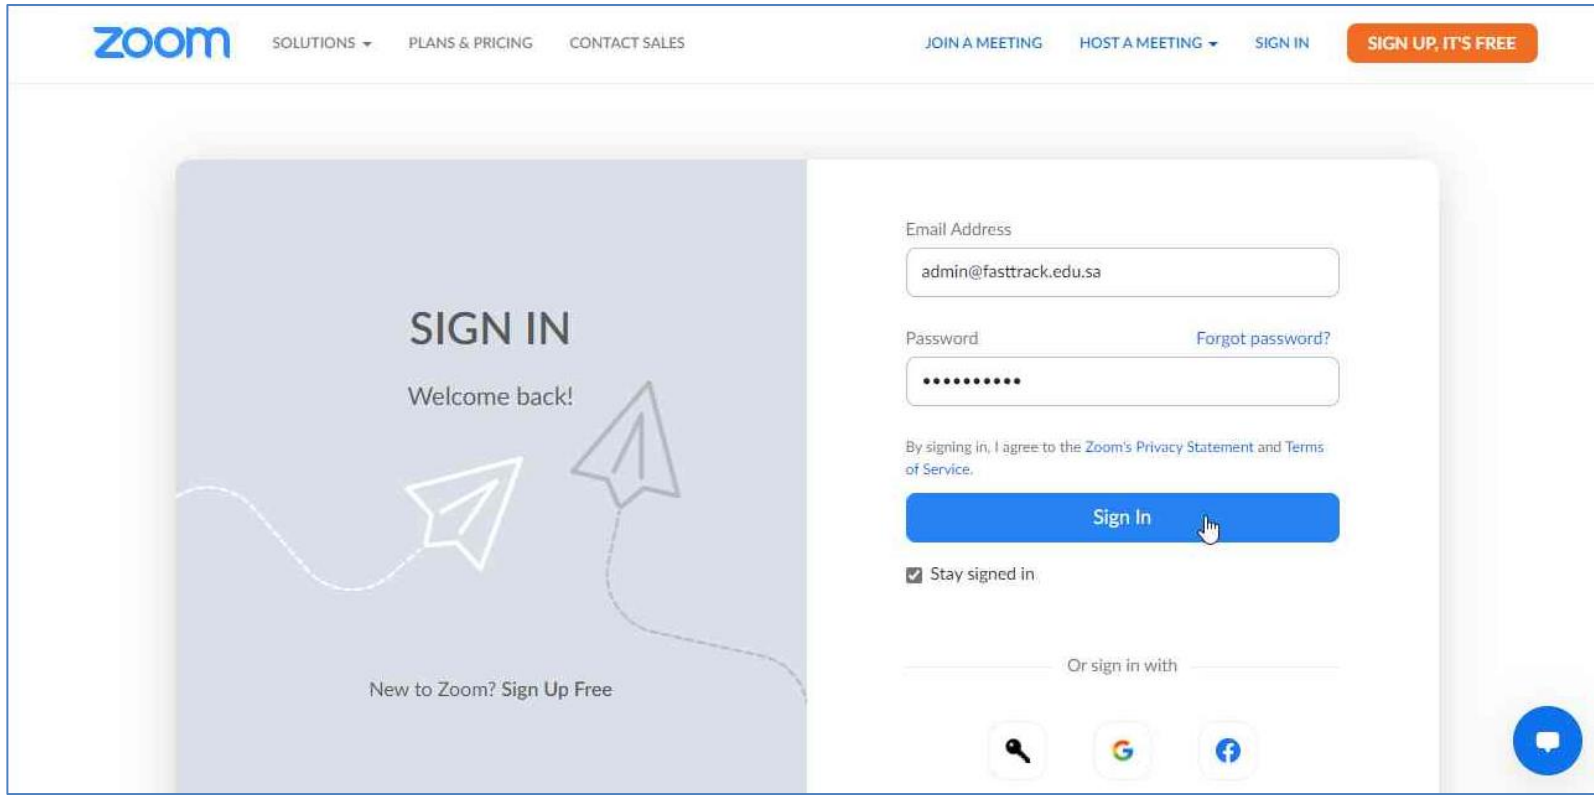 zoom SOLUTIONS PLANS & PRICING CONTACT SALES JOIN A MEETING HOST A MEETING SIGN IN SIGN UP, IT'S FREE
SIGN IN
Welcome back!
New to Zoom? Sign Up Free
Email Address
admin@fasttrack.edu.sa
Password Forgot password?
••••••••••
By signing in, I agree to the Zoom's Privacy Statement and Terms
of Service.
Sign In
Stay signed in
Or sign in with